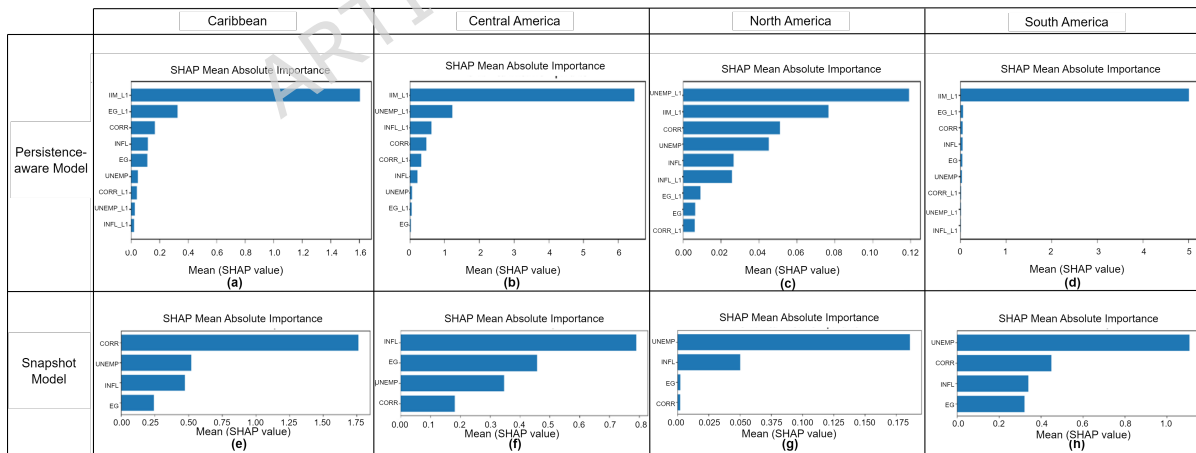 Caribbean
Central America
North America
South America
ARTI
Persistence-
aware Model
SHAP Mean Absolute Importance
IIM_L1
EG_L1
CORR
INFL
EG
UNEMP
CORR_L1
UNEMP_L1
INFL_L1
0.0 0.2 0.4 0.6 0.8 1.0 1.2 1.4 1.6
Mean (SHAP value)
(a)
SHAP Mean Absolute Importance
IIM_L1
UNEMP_L1
INFL_L1
CORR
CORR_L1
INFL
UNEMP
EG_L1
EG
0 1 2 3 4 5 6
Mean (SHAP value)
(b)
SHAP Mean Absolute Importance
UNEMP_L1
IIM_L1
CORR
UNEMP
INFL
INFL_L1
EG_L1
EG
CORR_L1
0.00 0.02 0.04 0.06 0.08 0.10 0.12
Mean (SHAP value)
(c)
SHAP Mean Absolute Importance
IIM_L1
EG_L1
CORR
INFL
EG
UNEMP
CORR_L1
UNEMP_L1
INFL_L1
0 1 2 3 4 5
Mean (SHAP value)
(d)
Snapshot
Model
SHAP Mean Absolute Importance
CORR
UNEMP
INFL
EG
0.00 0.25 0.50 0.75 1.00 1.25 1.50 1.75
Mean (SHAP value)
(e)
SHAP Mean Absolute Importance
INFL
EG
UNEMP
CORR
0.0 0.1 0.2 0.3 0.4 0.5 0.6 0.7 0.8
Mean (SHAP value)
(f)
SHAP Mean Absolute Importance
UNEMP
INFL
EG
CORR
0.00 0.025 0.050 0.075 0.100 0.125 0.150 0.175
Mean (SHAP value)
(g)
SHAP Mean Absolute Importance
UNEMP
CORR
INFL
EG
0.0 0.2 0.4 0.6 0.8 1.0
Mean (SHAP value)
(h)